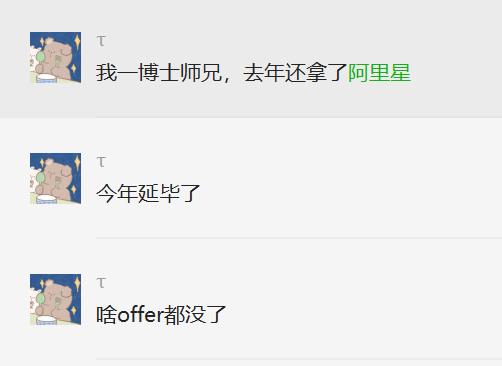 τ
我一博士师兄，去年还拿了阿里星
τ
今年延毕了
τ
啥offer都没了